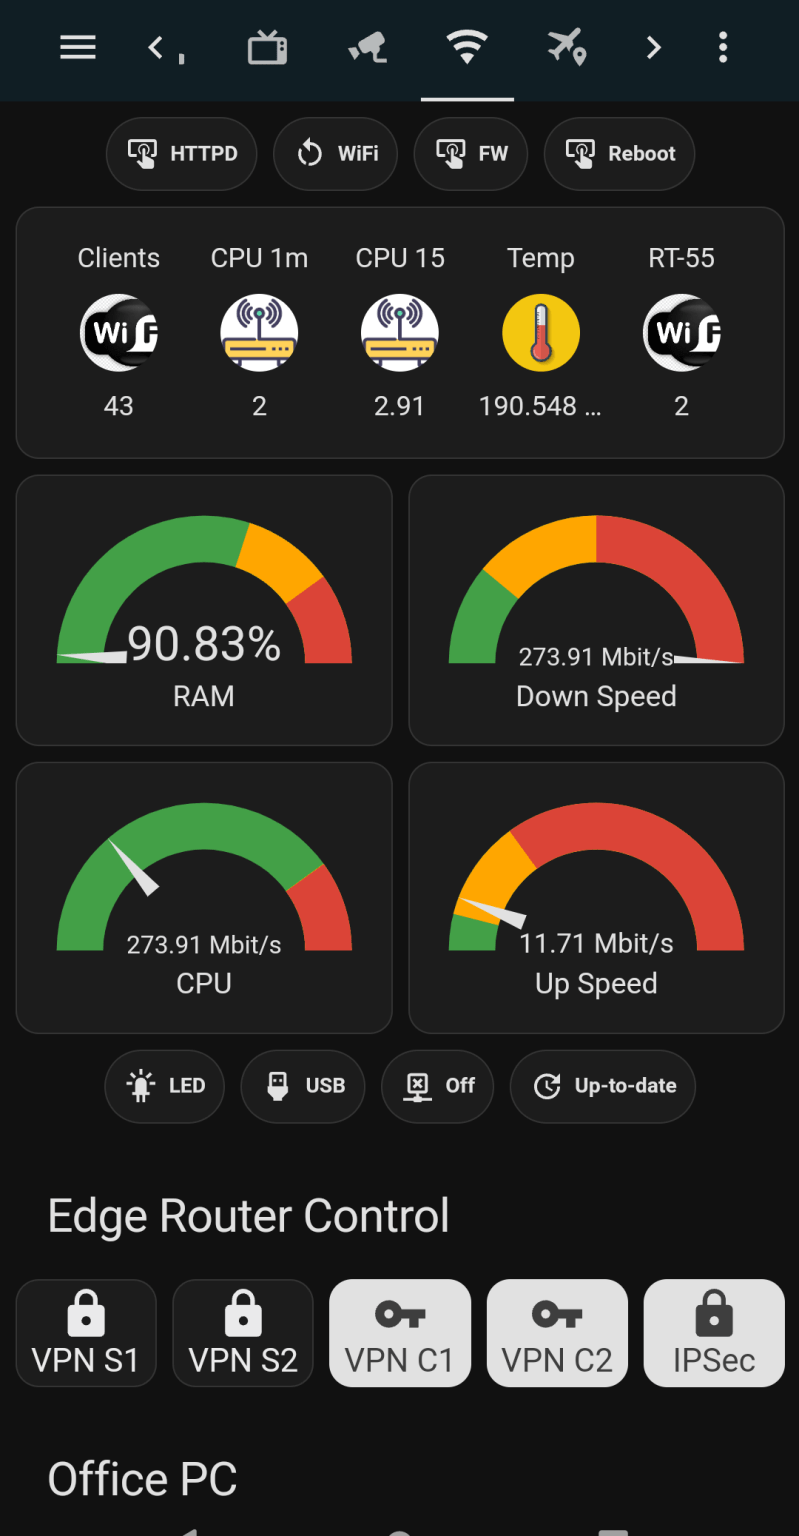 HTTPD WiFi FW Reboot
Clients CPU 1m CPU 15 Temp RT-55
Wi F Wi F
43 2 2.91 190.548 ... 2
90.83% 273.91 Mbit/s
RAM Down Speed
273.91 Mbit/s 11.71 Mbit/s
CPU Up Speed
LED USB Off Up-to-date
Edge Router Control
VPN S1 VPN S2 VPN C1 VPN C2 IPSec
Office PC